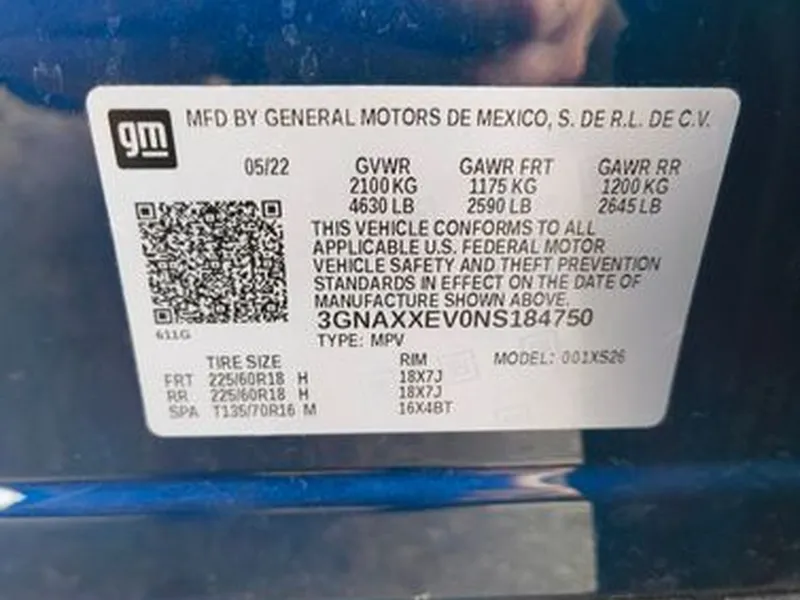 gm
MFD BY GENERAL MOTORS DE MEXICO, S. DE R.L. DE C.V.
05/22 GVWR GAWR FRT GAWR RR
2100 KG 1175 KG 1200 KG
4630 LB 2590 LB 2645 LB
THIS VEHICLE CONFORMS TO ALL
APPLICABLE U.S. FEDERAL MOTOR
VEHICLE SAFETY AND THEFT PREVENTION
STANDARDS IN EFFECT ON THE DATE OF
MANUFACTURE SHOWN ABOVE.
3GNAXXEV0NS184750
611G
TYPE: MPV
TIRE SIZE RIM MODEL: 001XS26
FRT 225/60R18 H 18X7J
RR 225/60R18 H 18X7J
SPA T135/70R16 M 16X4BT